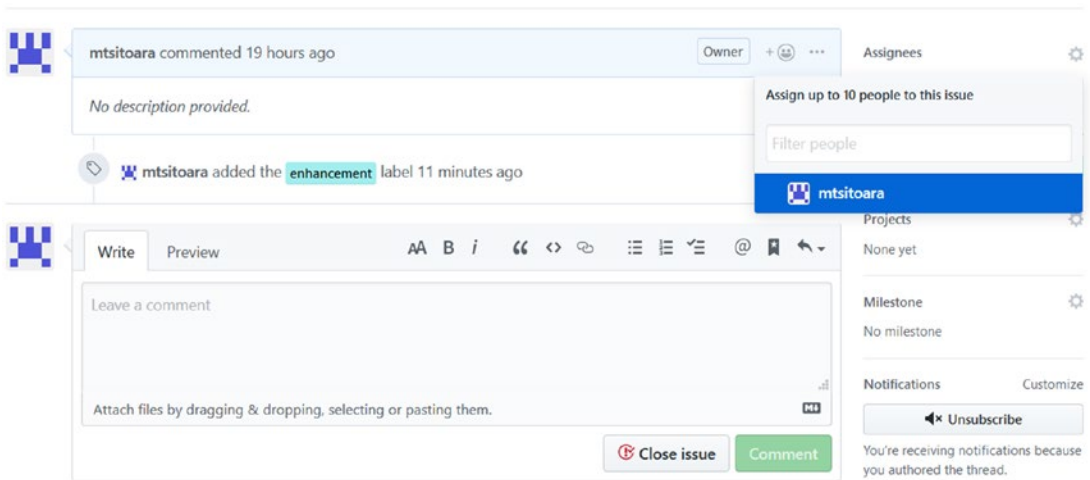 mtsitoara commented 19 hours ago
Owner
No description provided.
mtsitoara added the enhancement label 11 minutes ago
Assignees
Assign up to 10 people to this issue
Filter people
mtsitoara
Projects
None yet
Milestone
No milestone
Notifications
Customize
Unsubscribe
You're receiving notifications because
you authored the thread.
Write
Preview
AA B i
Leave a comment
Attach files by dragging & dropping, selecting or pasting them.
Close issue
Comment